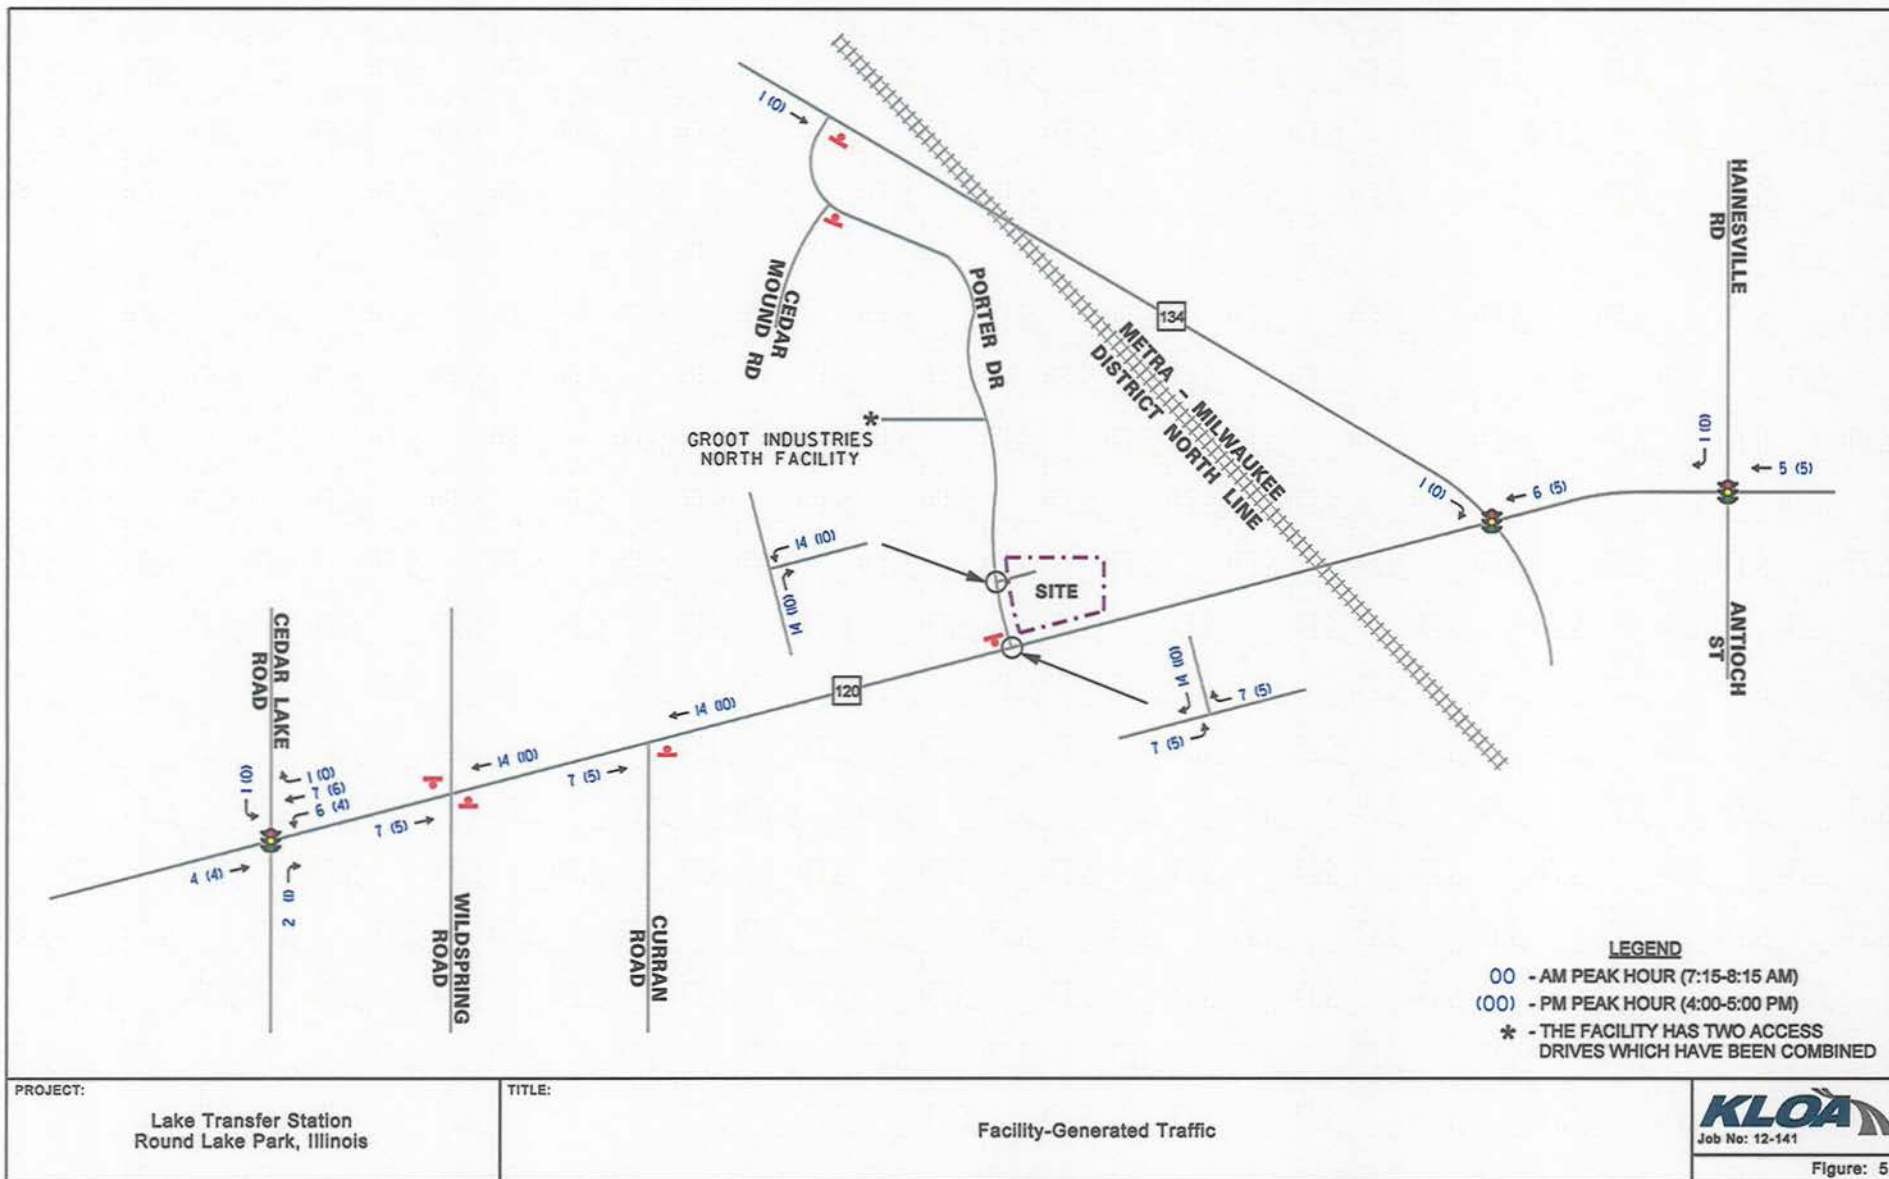 1 (0)
HAINESVILLE
RD
CEDAR
MOUND RD
PORTER DR
134
METRA - MILWAUKEE
DISTRICT NORTH LINE
GROOT INDUSTRIES
NORTH FACILITY
*
1 (0)
5 (5)
1 (0)
6 (5)
14 (10)
14 (10)
SITE
ANTIOCH
ST
14 (10)
7 (5)
7 (5)
120
14 (10)
CEDAR LAKE
ROAD
14 (10)
7 (5)
1 (0)
1 (0)
7 (6)
6 (4)
7 (5)
4 (4)
2 (1)
WILDSPRING
ROAD
CURRAN
ROAD
LEGEND
00 - AM PEAK HOUR (7:15-8:15 AM)
(00) - PM PEAK HOUR (4:00-5:00 PM)
* - THE FACILITY HAS TWO ACCESS
DRIVES WHICH HAVE BEEN COMBINED
PROJECT:
Lake Transfer Station
Round Lake Park, Illinois
TITLE:
Facility-Generated Traffic
KLOA
Job No: 12-141
Figure: 5